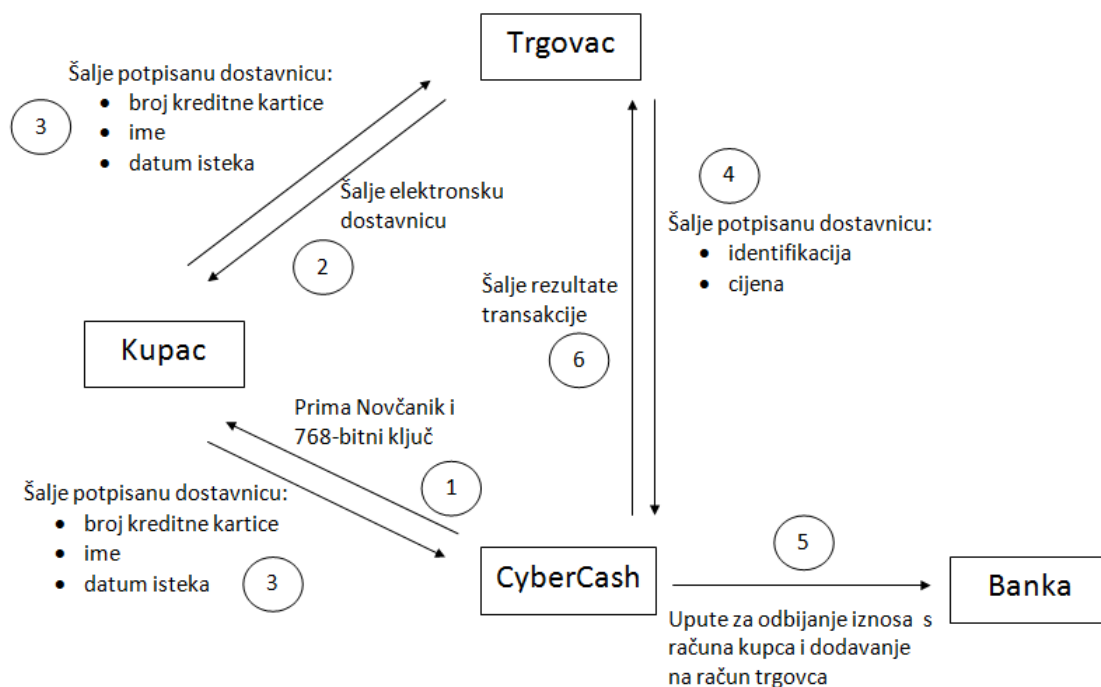 Trgovac
Šalje potpisanu dostavnicu:
• broj kreditne kartice
• ime
• datum isteka
3
Šalje elektronsku
dostavnicu
2
4
Šalje potpisanu dostavnicu:
• identifikacija
• cijena
Šalje rezultate
transakcije
6
Kupac
Prima Novčanik i
768-bitni ključ
1
Šalje potpisanu dostavnicu:
• broj kreditne kartice
• ime
• datum isteka
3
CyberCash
5
Banka
Upute za odbijanje iznosa s
računa kupca i dodavanje
na račun trgovca